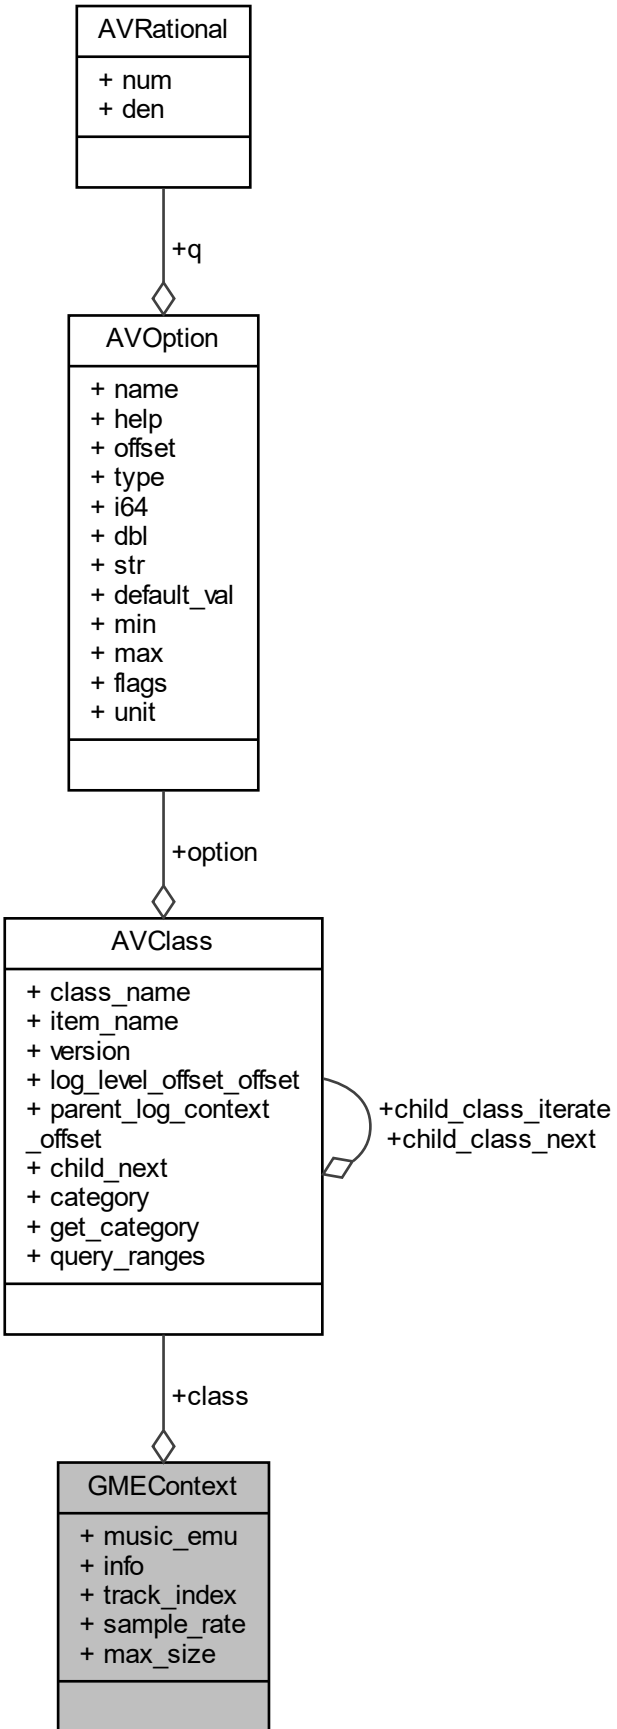 AVRational
+ num
+ den
+q
AVOption
+ name
+ help
+ offset
+ type
+ i64
+ dbl
+ str
+ default_val
+ min
+ max
+ flags
+ unit
+option
AVClass
+ class_name
+ item_name
+ version
+ log_level_offset_offset
+ parent_log_context
_offset
+ child_next
+ category
+ get_category
+ query_ranges
+child_class_iterate
+child_class_next
+class
GMEContext
+ music_emu
+ info
+ track_index
+ sample_rate
+ max_size